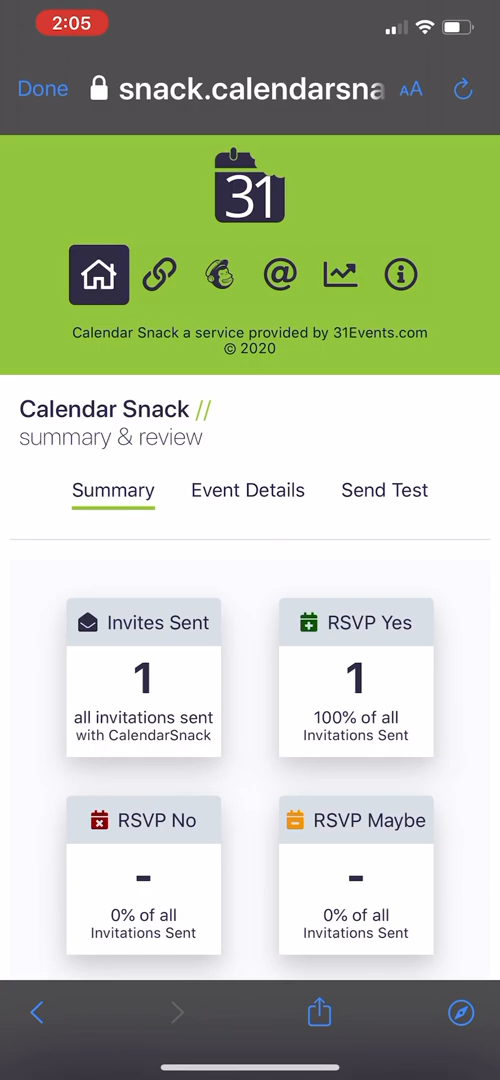 2:05
Done
snack.calendarsna
AA
31
Calendar Snack a service provided by 31Events.com
© 2020
Calendar Snack //
summary & review
Summary
Event Details
Send Test
Invites Sent
1
all invitations sent
with CalendarSnack
RSVP Yes
1
100% of all
Invitations Sent
RSVP No
-
0% of all
Invitations Sent
RSVP Maybe
-
0% of all
Invitations Sent